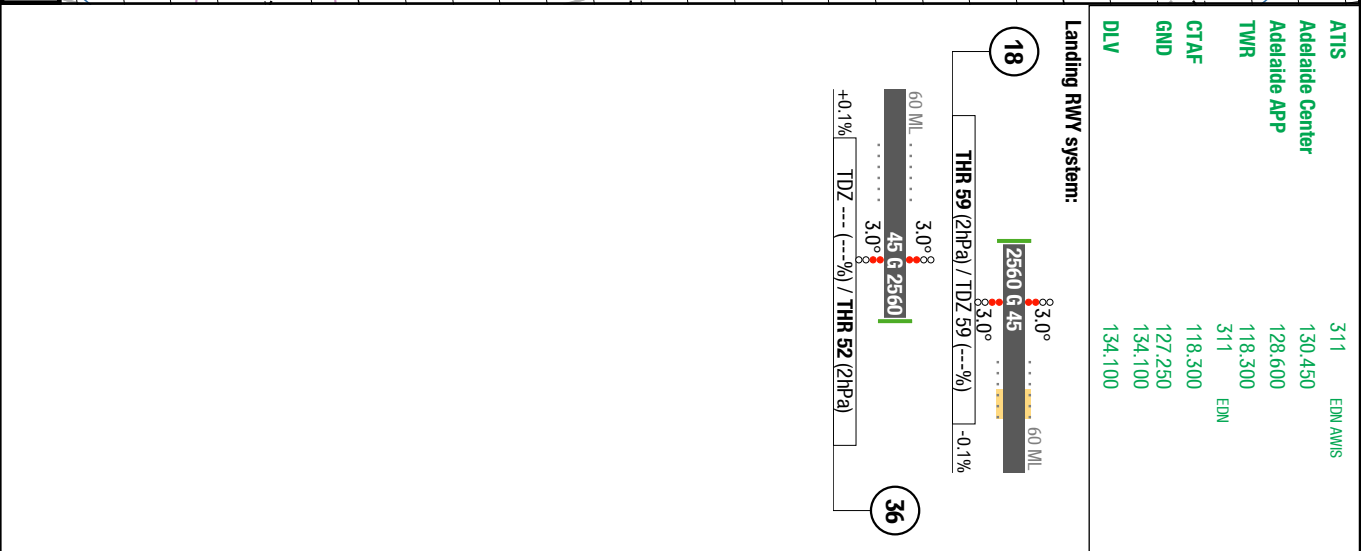 ATIS 311 EDN AWIS
Adelaide Center 130.450
Adelaide APP 128.600
TWR 118.300
311 EDN
CTAF 118.300
GND 127.250
134.100
DLV 134.100
Landing RWY system:
18
60 ML
3.0°
2560 G 45
3.0°
THR 59 (2hPa) / TDZ 59 (---%)
-0.1%
36
60 ML
3.0°
45 G 2560
3.0°
+0.1%
TDZ --- (---%) / THR 52 (2hPa)